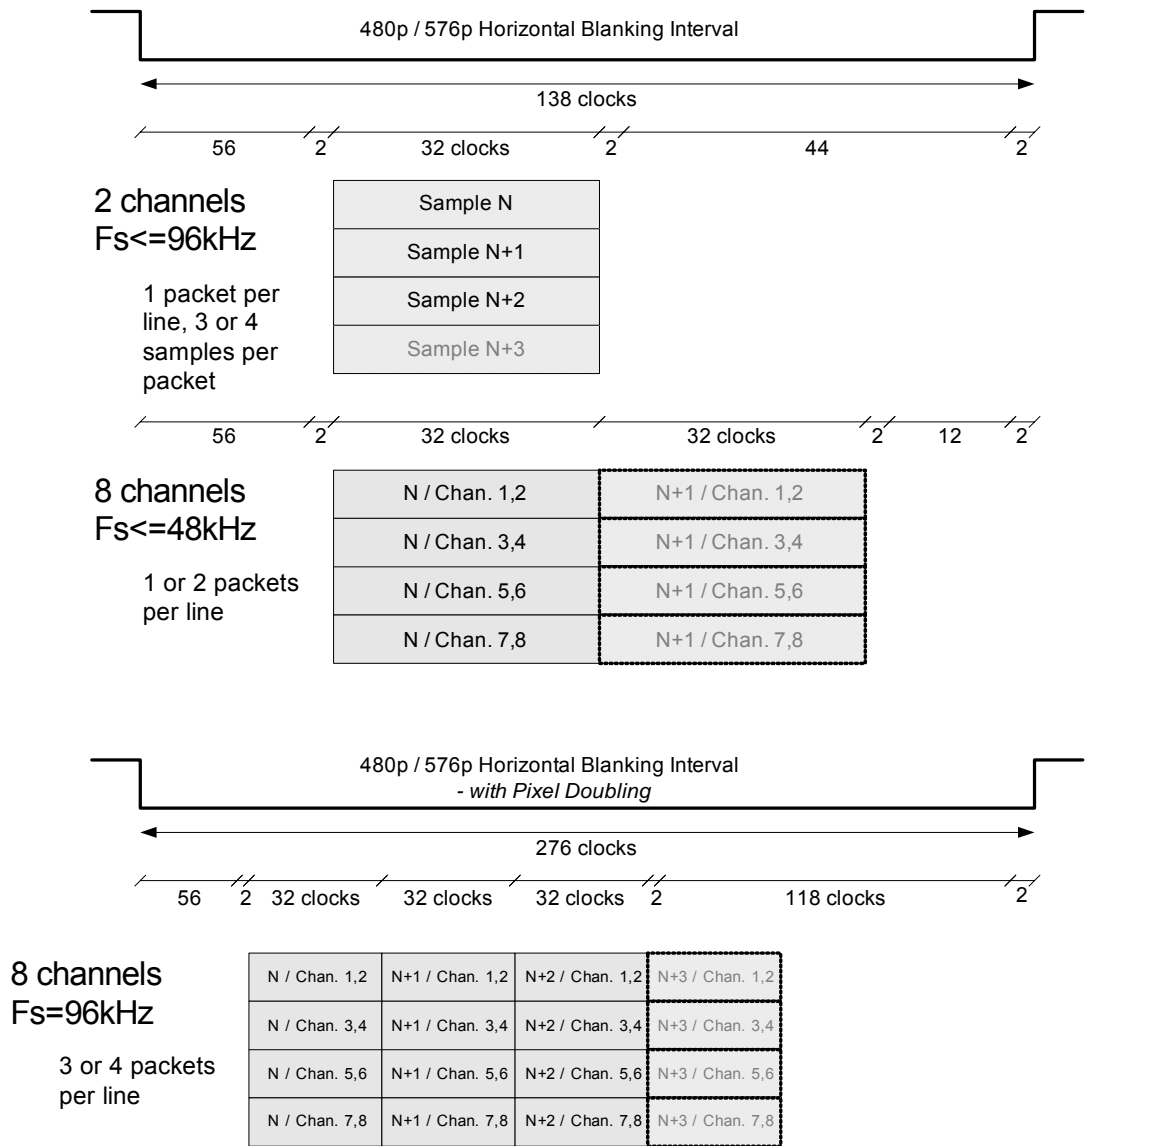 480p / 576p Horizontal Blanking Interval
138 clocks
56 2 32 clocks 2 44 2
2 channels
Fs<=96kHz
1 packet per
line, 3 or 4
samples per
packet
Sample N
Sample N+1
Sample N+2
Sample N+3
56 2 32 clocks 32 clocks 2 12 2
8 channels
Fs<=48kHz
1 or 2 packets
per line
N / Chan. 1,2 N+1 / Chan. 1,2
N / Chan. 3,4 N+1 / Chan. 3,4
N / Chan. 5,6 N+1 / Chan. 5,6
N / Chan. 7,8 N+1 / Chan. 7,8
480p / 576p Horizontal Blanking Interval
- with Pixel Doubling
276 clocks
56 2 32 clocks 32 clocks 32 clocks 2 118 clocks 2
8 channels
Fs=96kHz
3 or 4 packets
per line
N / Chan. 1,2 N+1 / Chan. 1,2 N+2 / Chan. 1,2 N+3 / Chan. 1,2
N / Chan. 3,4 N+1 / Chan. 3,4 N+2 / Chan. 3,4 N+3 / Chan. 3,4
N / Chan. 5,6 N+1 / Chan. 5,6 N+2 / Chan. 5,6 N+3 / Chan. 5,6
N / Chan. 7,8 N+1 / Chan. 7,8 N+2 / Chan. 7,8 N+3 / Chan. 7,8